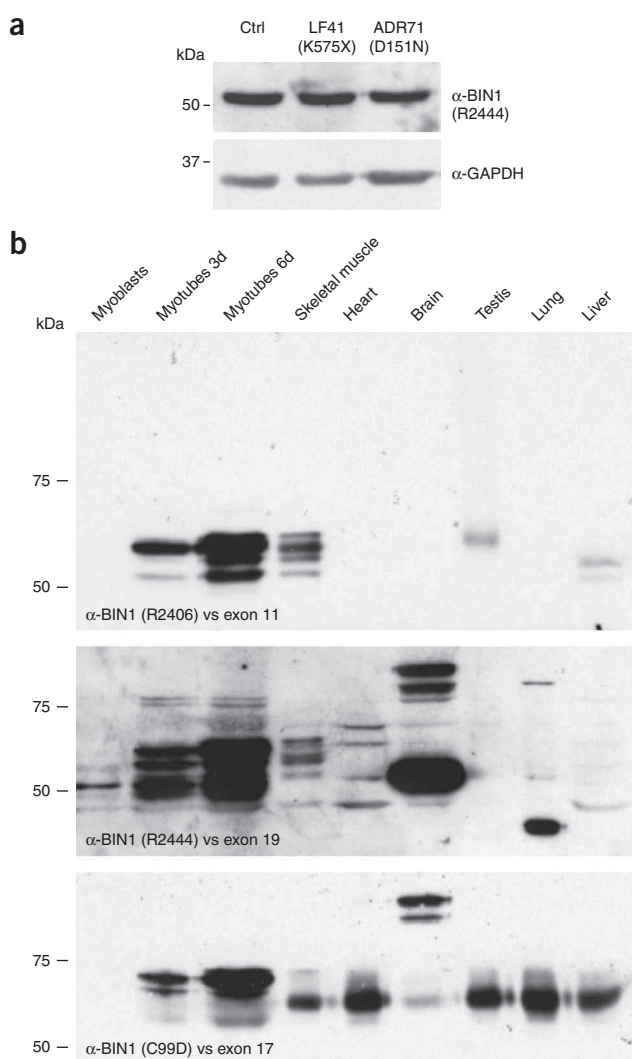 a
Ctrl
LF41
(K575X)
ADR71
(D151N)
kDa
50
α-BIN1
(R2444)
37
α-GAPDH
b
Myoblasts
Myotubes 3d
Myotubes 6d
Skeletal muscle
Heart
Brain
Testis
Lung
Liver
kDa
75
50
α-BIN1 (R2406) vs exon 11
75
50
α-BIN1 (R2444) vs exon 19
75
50
α-BIN1 (C99D) vs exon 17